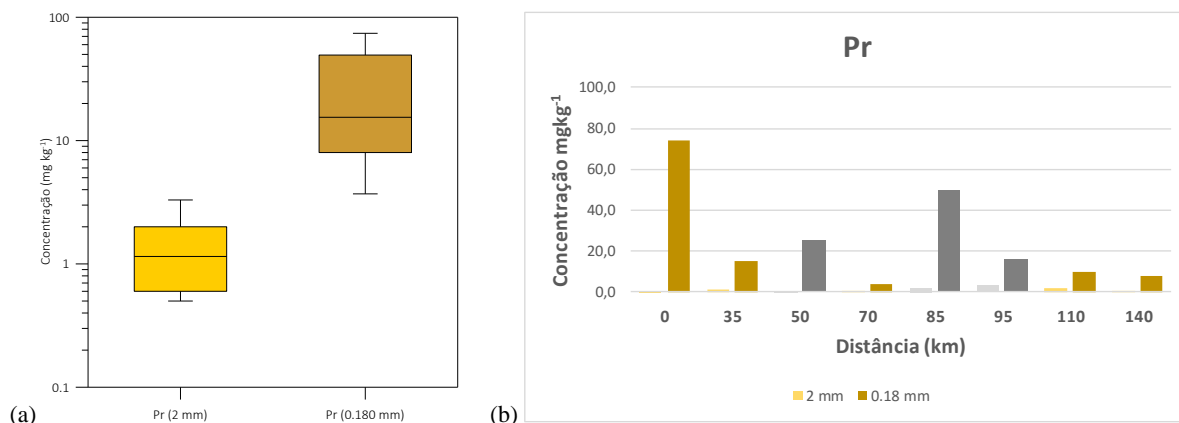 100
10
1
0.1
Concentração (mg kg⁻¹)
Pr (2 mm)
Pr (0.180 mm)
(a)
Pr
100,0
80,0
60,0
40,0
20,0
0,0
Concentração mgkg⁻¹
0 35 50 70 85 95 110 140
Distância (km)
2 mm 0.18 mm
(b)